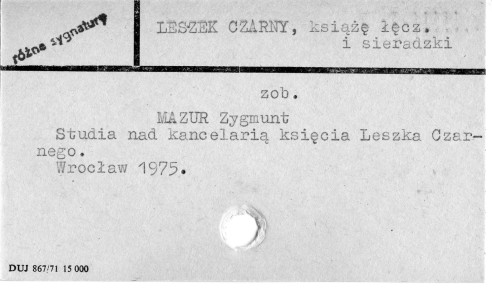 różne sygnatury
LESZEK CZARNY, książę łęcz.
i sieradzki
zob.
MAZUR Zygmunt
Studia nad kancelarią księcia Leszka Czar-
nego.
Wrocław 1975.
DUJ 867/71 15 000